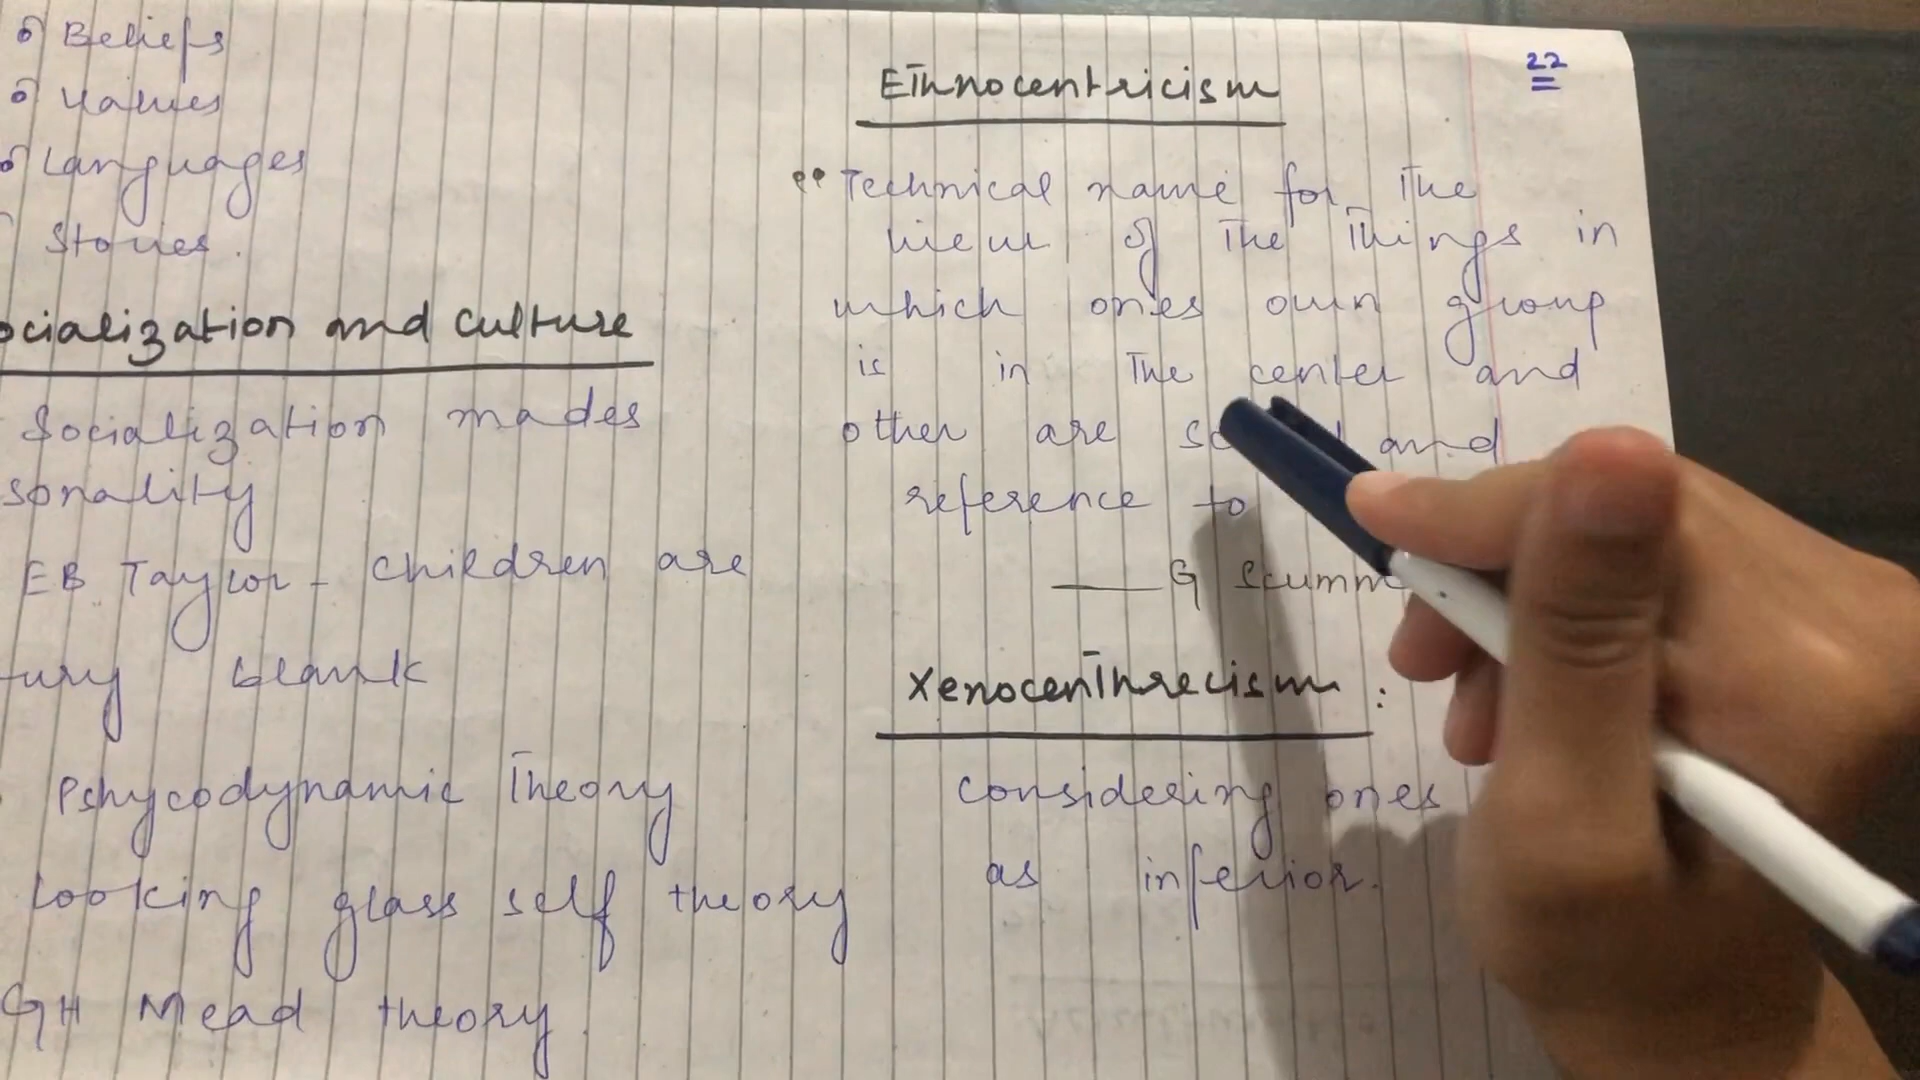 Beliefs
Values
Languages
Stories.
ocialization and culture
Socialization mades
sonality
EB Taylor - children are
blank
Pshycodynamic Theory
looking glass self theory
GH Mead theory.
22
Ethnocentricism
"Technical name for the
view of the things in
which ones own group
is in the center and
other are and
reference to
— G Scumm
Xenocenthrecism :
considering ones
as inferior.